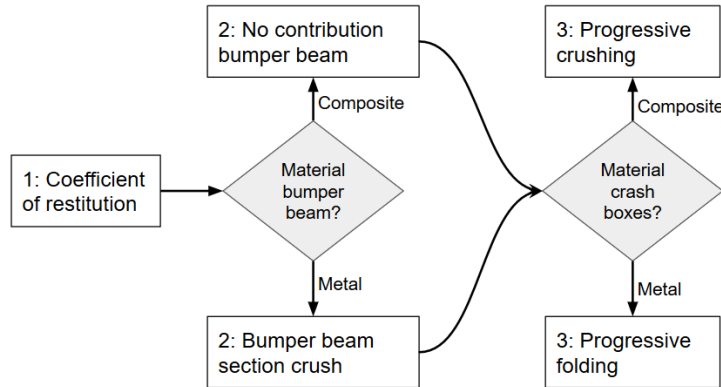 2: No contribution
bumper beam
3: Progressive
crushing
Composite
Composite
1: Coefficient
of restitution
Material
bumper
beam?
Material
crash
boxes?
Metal
Metal
2: Bumper beam
section crush
3: Progressive
folding